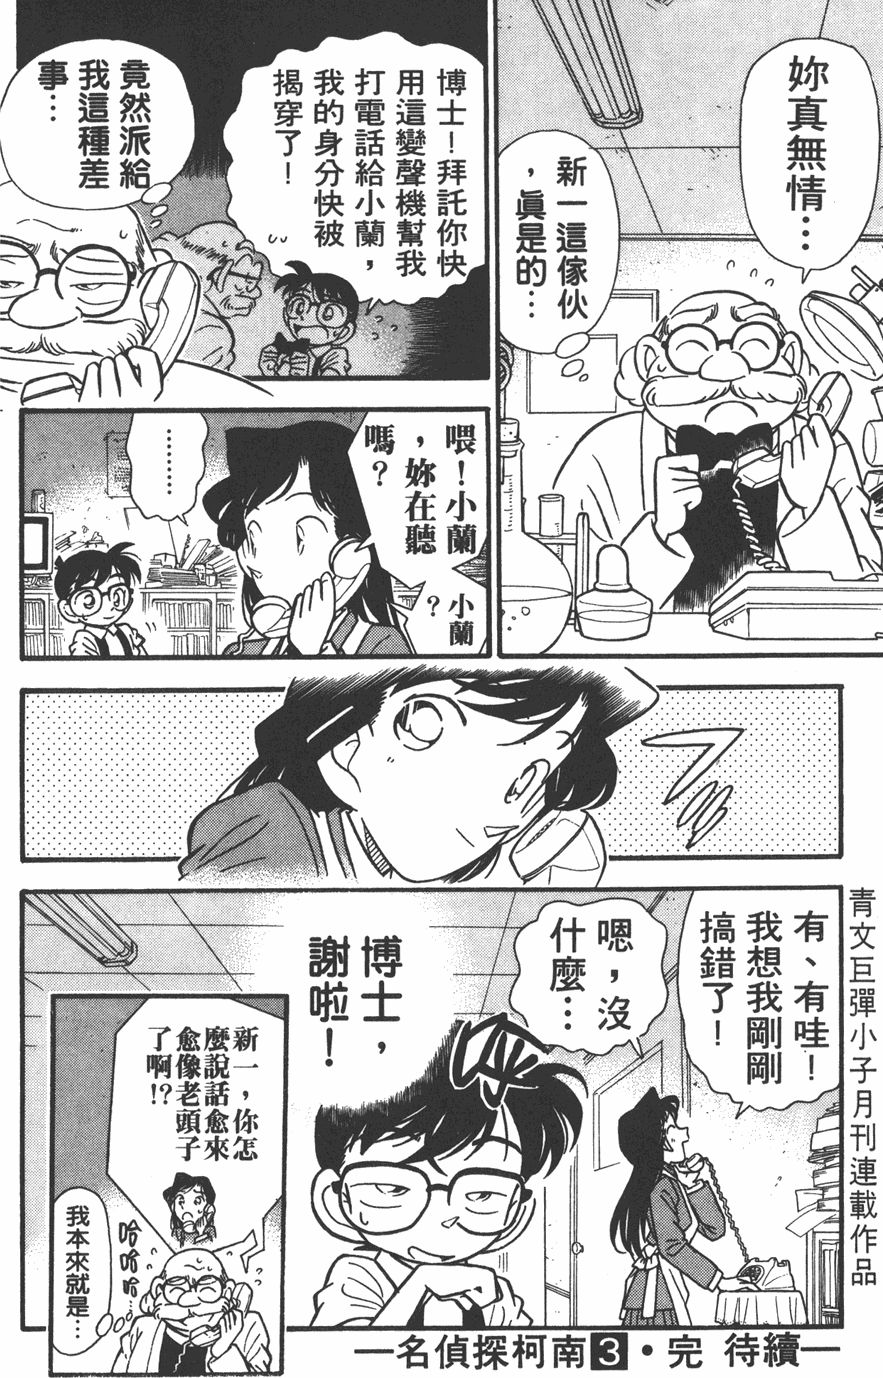 妳真無情…
新一這傢伙
，眞是的…
博士！拜託你快
用這變聲機幫我
打電話給小蘭，
我的身分快被
揭穿了！
竟然派給
我這種差
事…
喂！小蘭
，妳在聽
嗎？
小蘭
？
………
有、有哇！
我想我剛剛
搞錯了！
嗯，沒
什麼…
呼
博士，
謝啦！
新一，你怎
麼說話愈來
愈像老頭子
了啊!?
哈哈哈…
我本來就是…
青文巨彈小子月刊連載作品
—名偵探柯南3・完 待續—